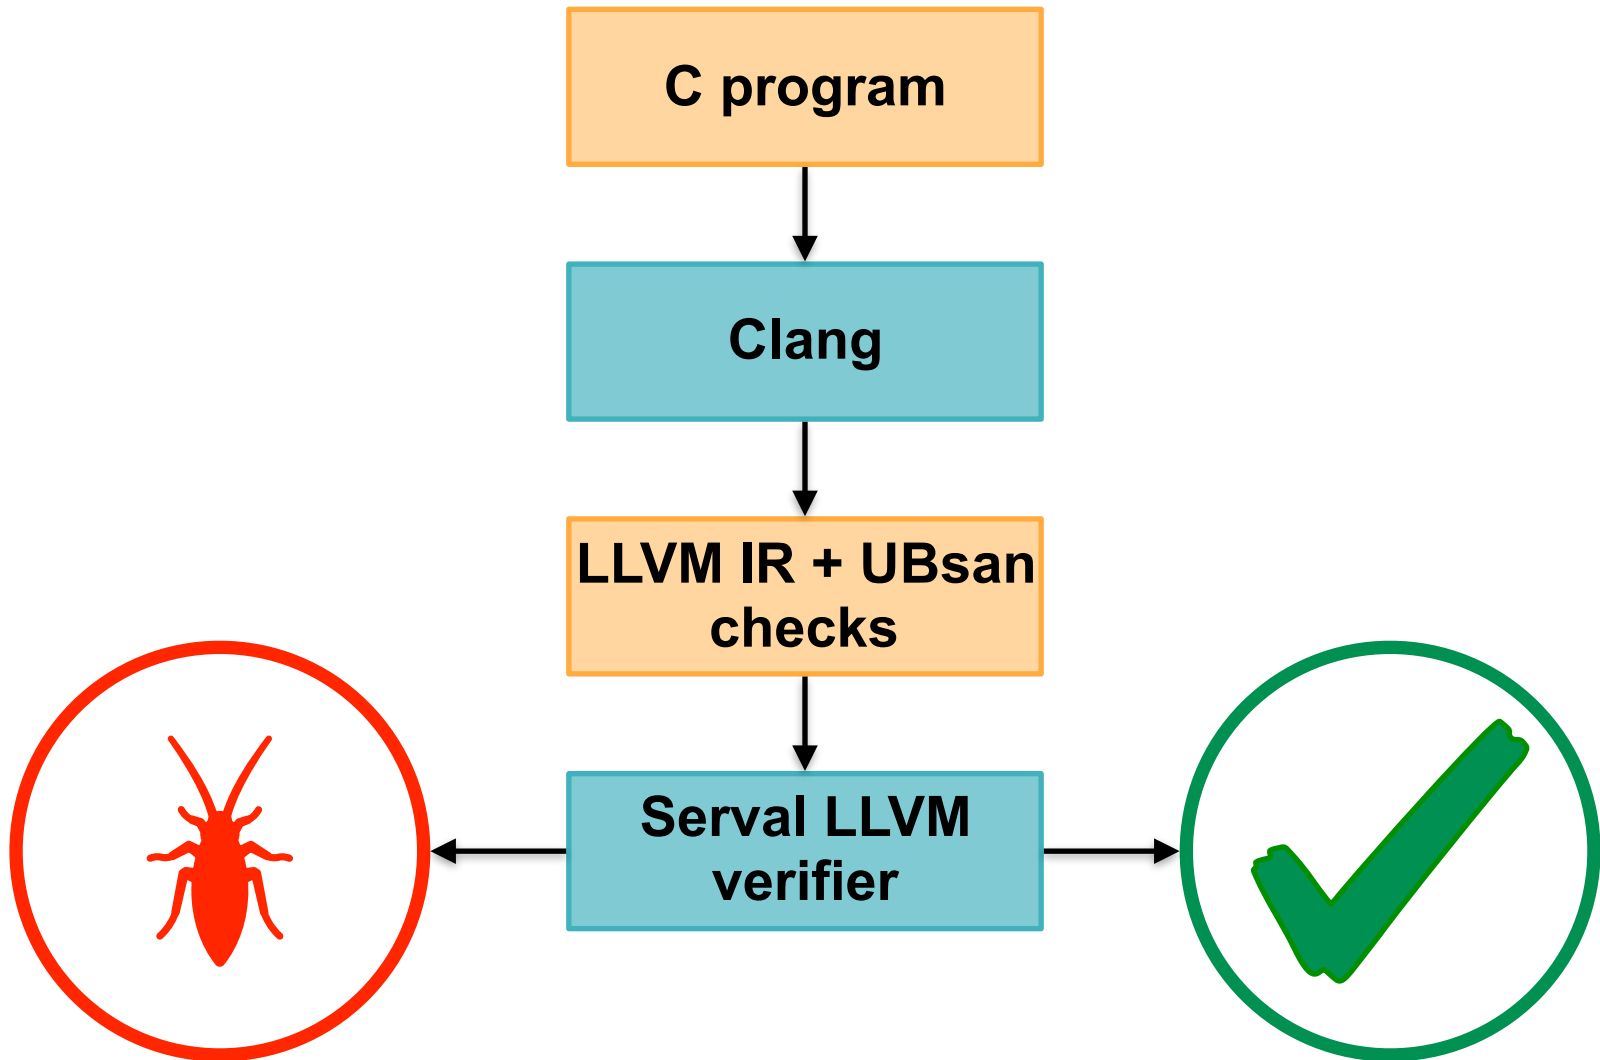 C program
Clang
LLVM IR + UBsan
checks
Serval LLVM
verifier